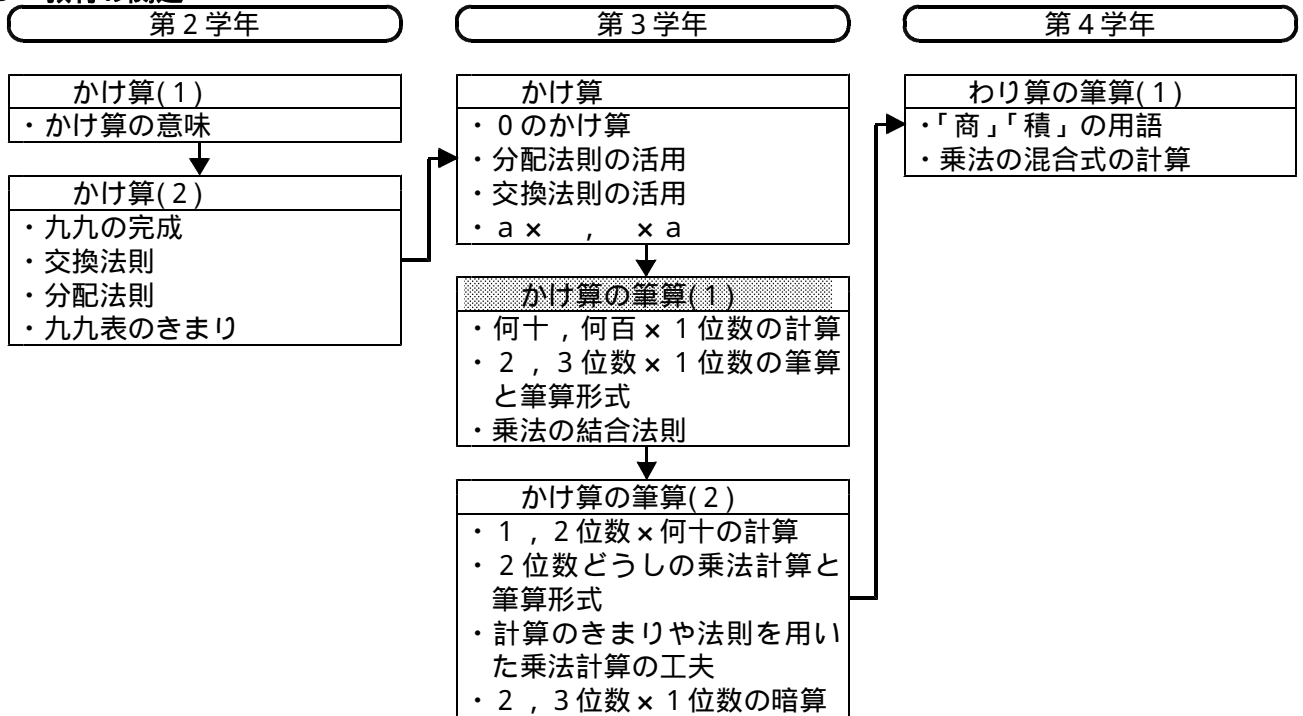 第２学年
第３学年
第４学年
かけ算(1)
・かけ算の意味
かけ算(2)
・九九の完成
・交換法則
・分配法則
・九九表のきまり
かけ算
・０のかけ算
・分配法則の活用
・交換法則の活用
・ａ×　，　×ａ
かけ算の筆算(1)
・何十，何百×１位数の計算
・２，３位数×１位数の筆算
と筆算形式
・乗法の結合法則
かけ算の筆算(2)
・１，２位数×何十の計算
・２位数どうしの乗法計算と
筆算形式
・計算のきまりや法則を用い
た乗法計算の工夫
・２，３位数×１位数の暗算
わり算の筆算(1)
・「商」「積」の用語
・乗法の混合式の計算